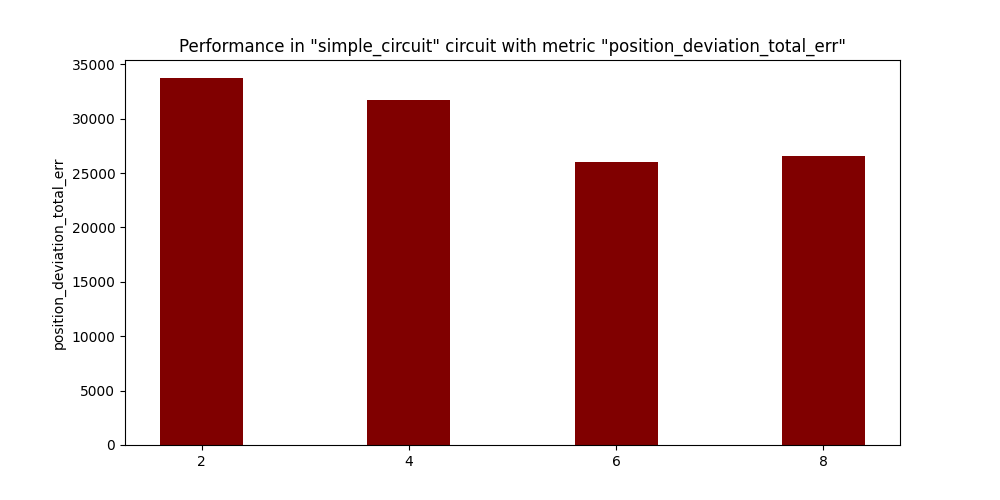 Performance in "simple_circuit" circuit with metric "position_deviation_total_err"
position_deviation_total_err
35000
30000
25000
20000
15000
10000
5000
0
2 4 6 8